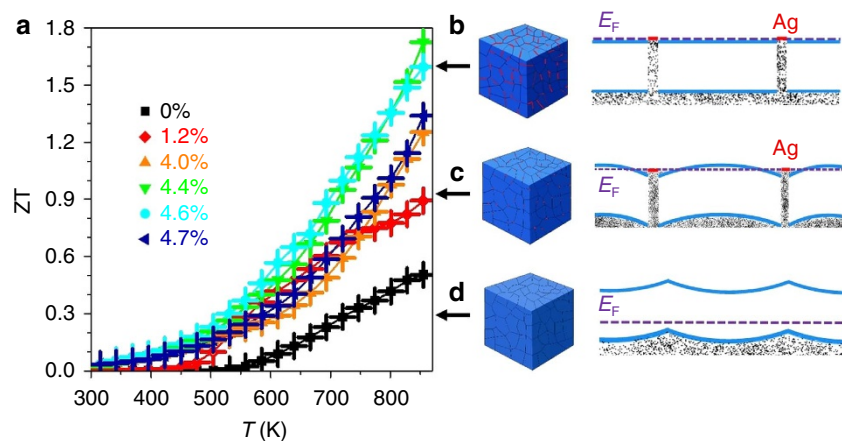 a
1.8
1.5
1.2
0.9
0.6
0.3
0.0
ZT
0%
1.2%
4.0%
4.4%
4.6%
4.7%
300 400 500 600 700 800
T (K)
b
E_F
Ag
c
Ag
E_F
d
E_F